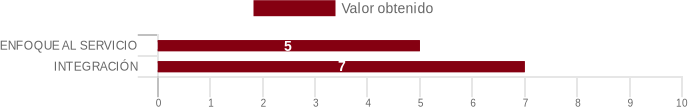 Valor obtenido
ENFOQUE AL SERVICIO 5
INTEGRACIÓN 7
0 1 2 3 4 5 6 7 8 9 10